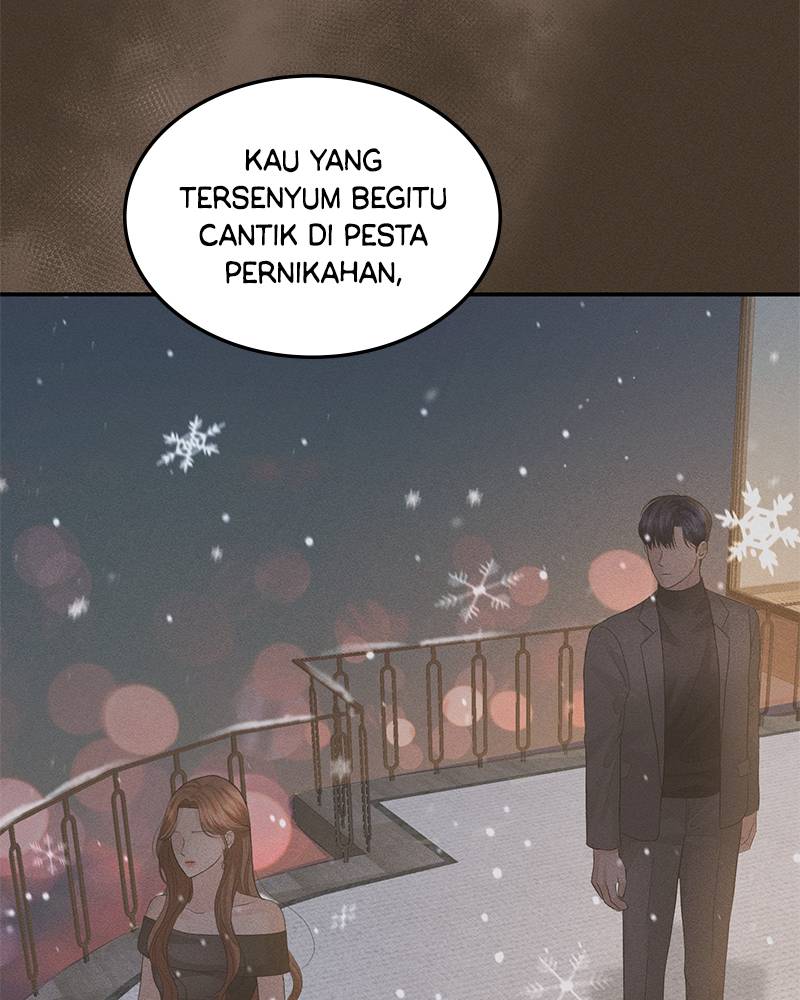 KAU YANG
TERSENYUM BEGITU
CANTIK DI PESTA
PERNIKAHAN,